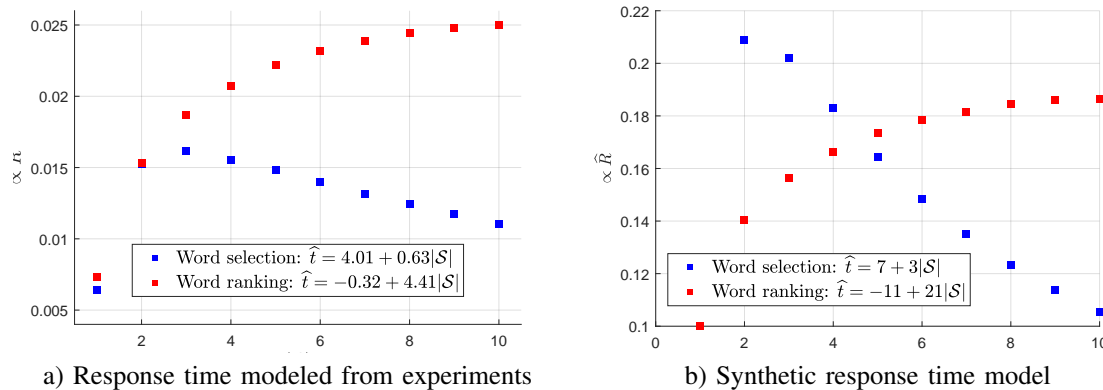 0.025
0.02
0.015
0.01
0.005
∝ R
2 4 6 8 10
Word selection: t̂ = 4.01 + 0.63|𝒮|
Word ranking: t̂ = −0.32 + 4.41|𝒮|
a) Response time modeled from experiments
0.22
0.2
0.18
0.16
0.14
0.12
0.1
∝ R̂
0 2 4 6 8 10
Word selection: t̂ = 7 + 3|𝒮|
Word ranking: t̂ = −11 + 21|𝒮|
b) Synthetic response time model